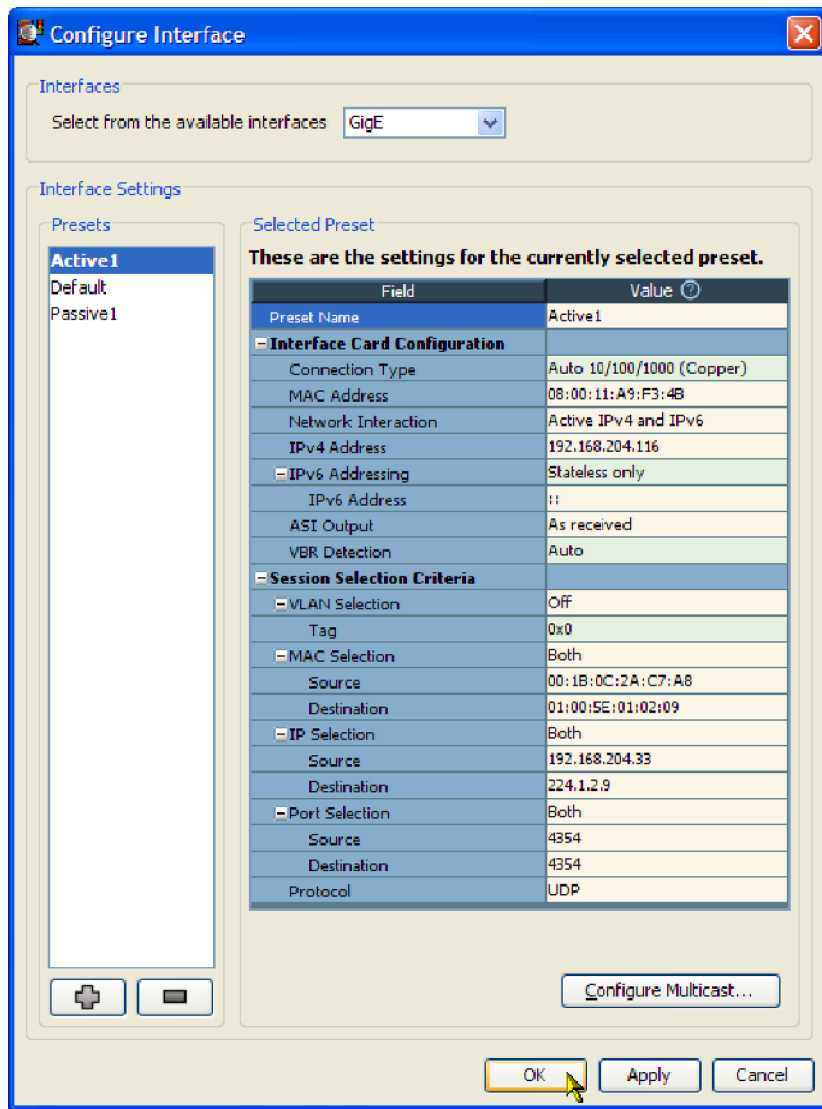 Configure Interface
Interfaces
Select from the available interfaces GigE
Interface Settings
Presets
Active1
Default
Passive1
Selected Preset
These are the settings for the currently selected preset.
Field Value ?
Preset Name Active1
Interface Card Configuration
Connection Type Auto 10/100/1000 (Copper)
MAC Address 08:00:11:A9:F3:4B
Network Interaction Active IPv4 and IPv6
IPv4 Address 192.168.204.116
IPv6 Addressing Stateless only
IPv6 Address ::
ASI Output As received
VBR Detection Auto
Session Selection Criteria
VLAN Selection Off
Tag 0x0
MAC Selection Both
Source 00:1B:0C:2A:C7:A8
Destination 01:00:5E:01:02:09
IP Selection Both
Source 192.168.204.33
Destination 224.1.2.9
Port Selection Both
Source 4354
Destination 4354
Protocol UDP
Configure Multicast...
OK Apply Cancel